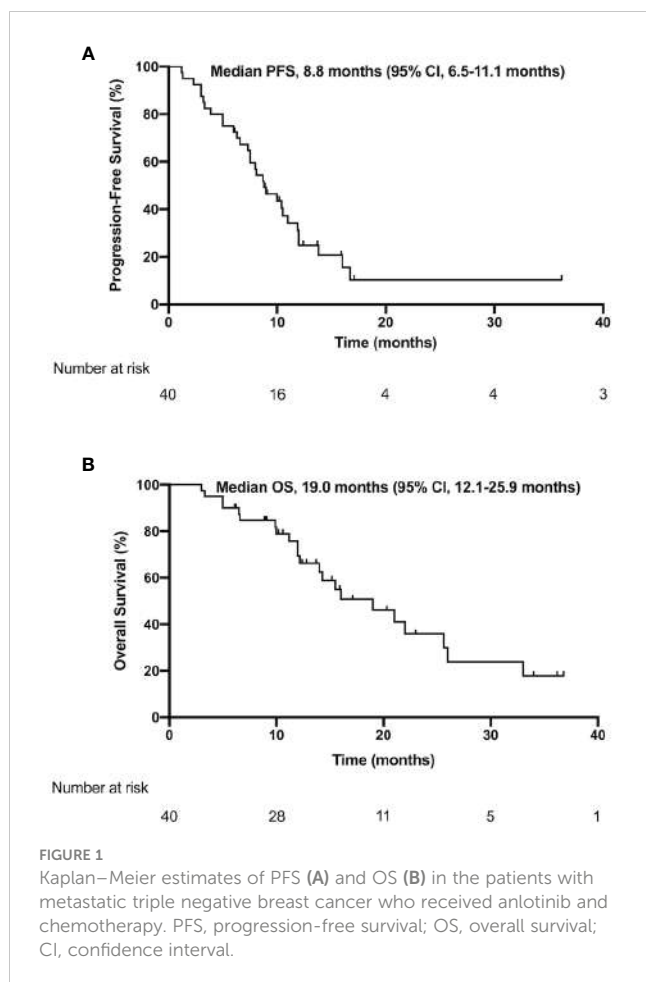 A
Median PFS, 8.8 months (95% CI, 6.5-11.1 months)
Progression-Free Survival (%)
100
80
60
40
20
0
0 10 20 30 40
Time (months)
Number at risk
40 16 4 4 3
B
Median OS, 19.0 months (95% CI, 12.1-25.9 months)
Overall Survival (%)
100
80
60
40
20
0
0 10 20 30 40
Time (months)
Number at risk
40 28 11 5 1
FIGURE 1
Kaplan–Meier estimates of PFS (A) and OS (B) in the patients with
metastatic triple negative breast cancer who received anlotinib and
chemotherapy. PFS, progression-free survival; OS, overall survival;
CI, confidence interval.